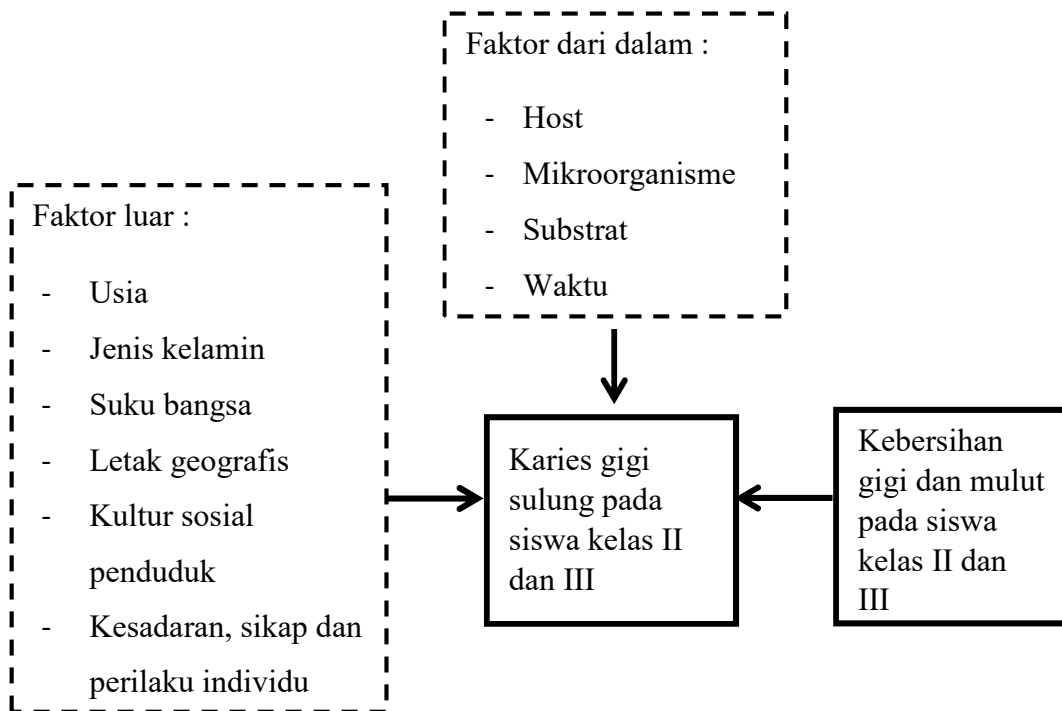 Faktor dari dalam :
- Host
- Mikroorganisme
- Substrat
- Waktu
Faktor luar :
- Usia
- Jenis kelamin
- Suku bangsa
- Letak geografis
- Kultur sosial
penduduk
- Kesadaran, sikap dan
perilaku individu
Karies gigi
sulung pada
siswa kelas II
dan III
Kebersihan
gigi dan mulut
pada siswa
kelas II dan
III